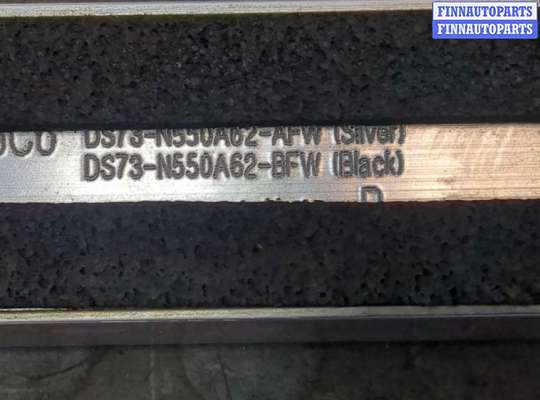 FINNAUTOPARTS
FINNAUTOPARTS
DS73-N550A62-AFW (Silver)
DS73-N550A62-BFW (Black)